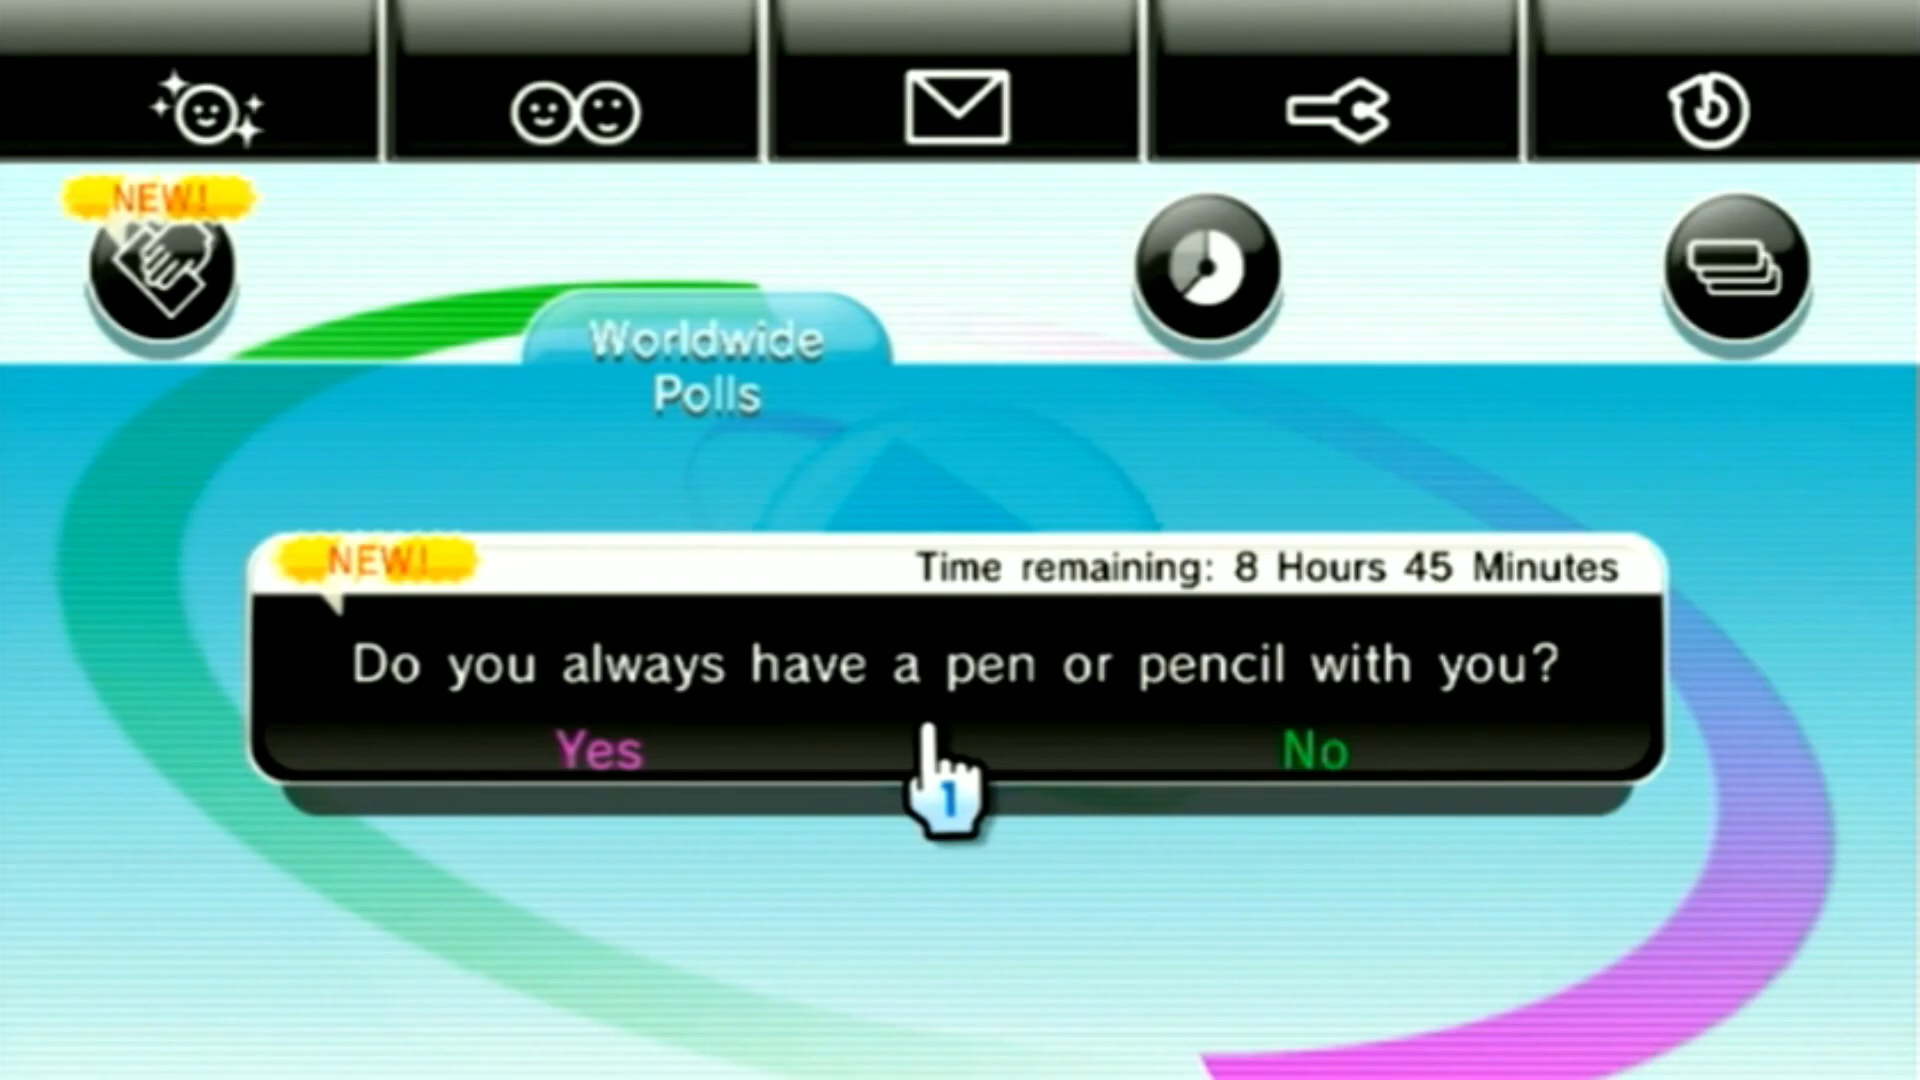 NEW!
Worldwide
Polls
NEW!
Time remaining: 8 Hours 45 Minutes
Do you always have a pen or pencil with you?
Yes
No
1